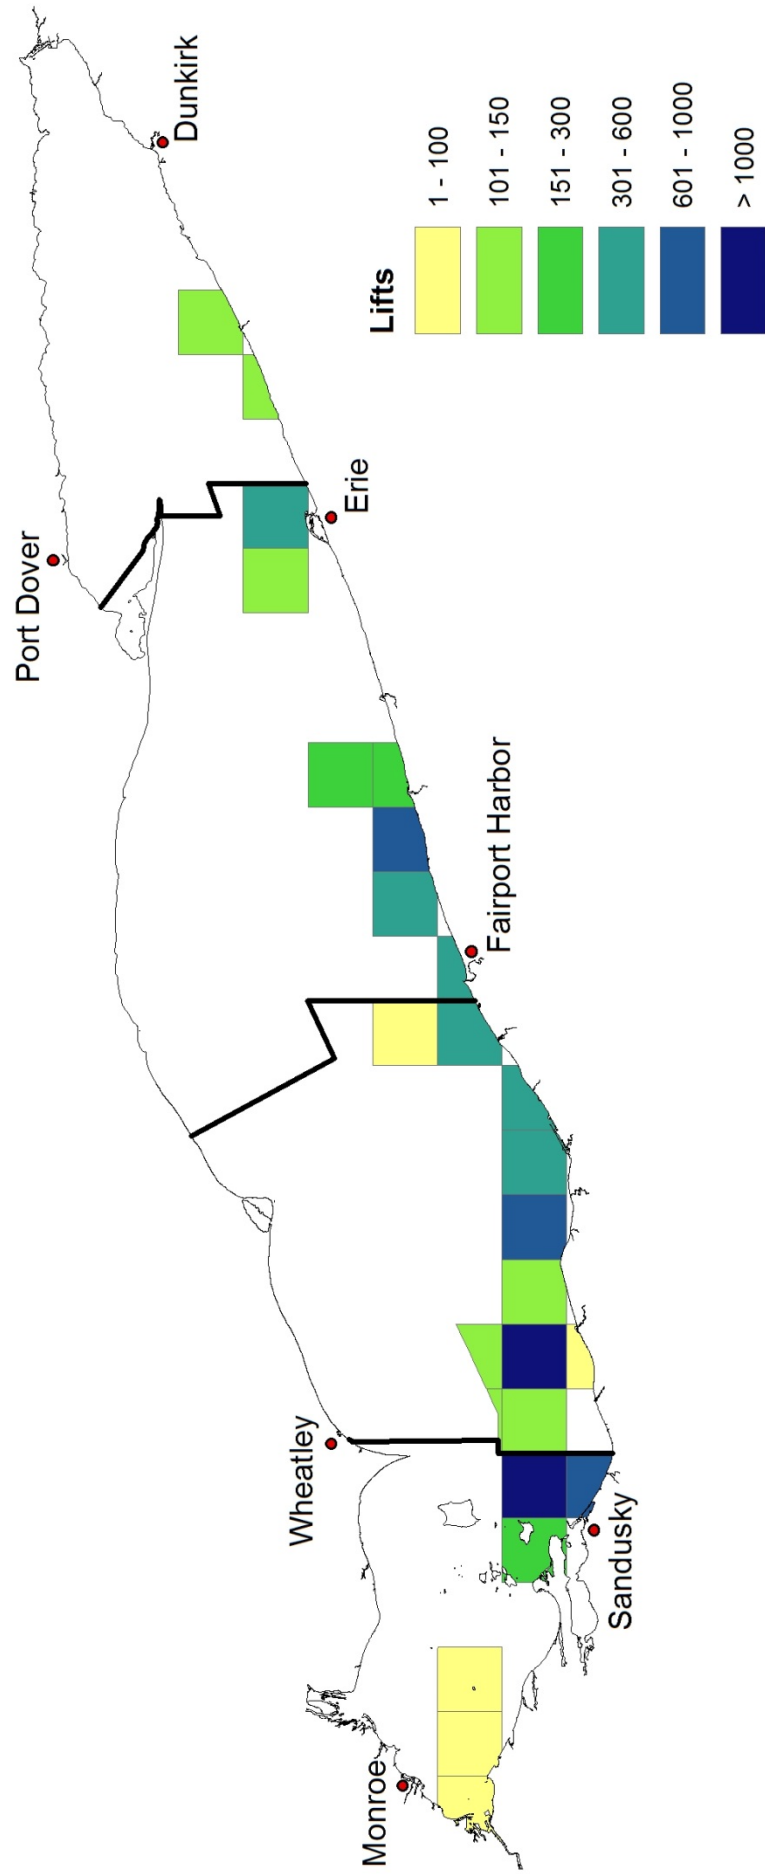 Port Dover
Dunkirk
Erie
Wheatley
Fairport Harbor
Monroe
Sandusky
Lifts
1 - 100
101 - 150
151 - 300
301 - 600
601 - 1000
> 1000